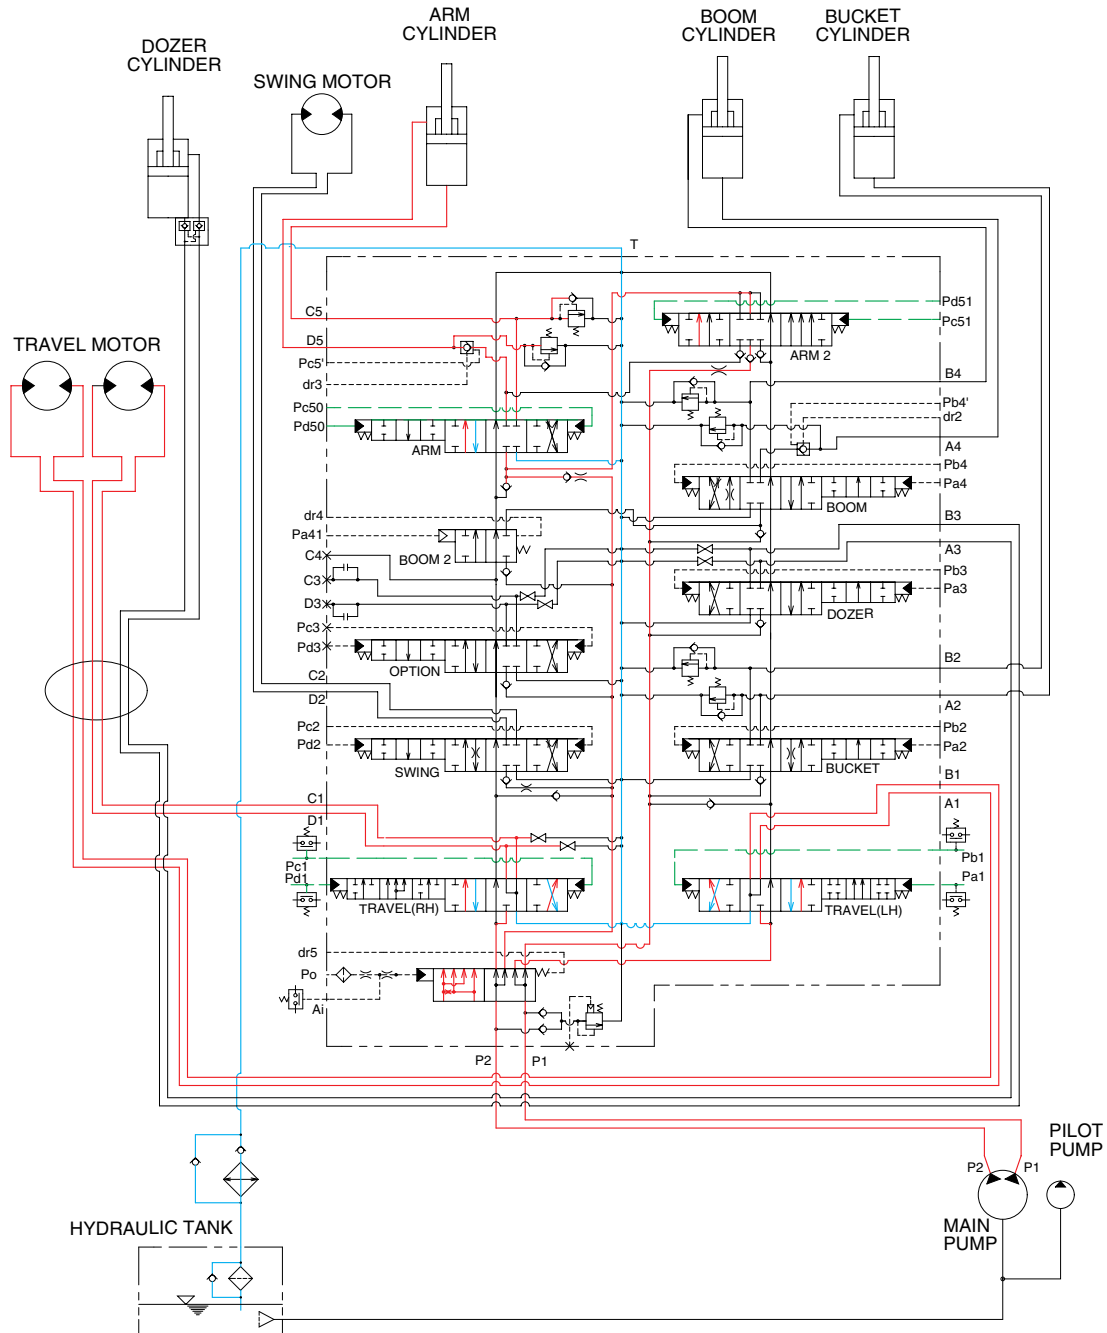 ARM
CYLINDER
BOOM
CYLINDER
BUCKET
CYLINDER
DOZER
CYLINDER
SWING MOTOR
TRAVEL MOTOR
T
C5
D5
Pc5'
dr3
Pc50
Pd50
ARM
Pd51
Pc51
ARM 2
B4
Pb4'
dr2
A4
Pb4
Pa4
BOOM
dr4
Pa41
C4
BOOM 2
C3
D3
B3
A3
Pb3
Pa3
DOZER
Pc3
Pd3
OPTION
C2
D2
B2
A2
Pc2
Pd2
SWING
Pb2
Pa2
BUCKET
C1
D1
B1
A1
Pc1
Pd1
TRAVEL(RH)
Pb1
Pa1
TRAVEL(LH)
dr5
Po
Ai
P2
P1
PILOT
PUMP
P2
P1
MAIN
PUMP
HYDRAULIC TANK